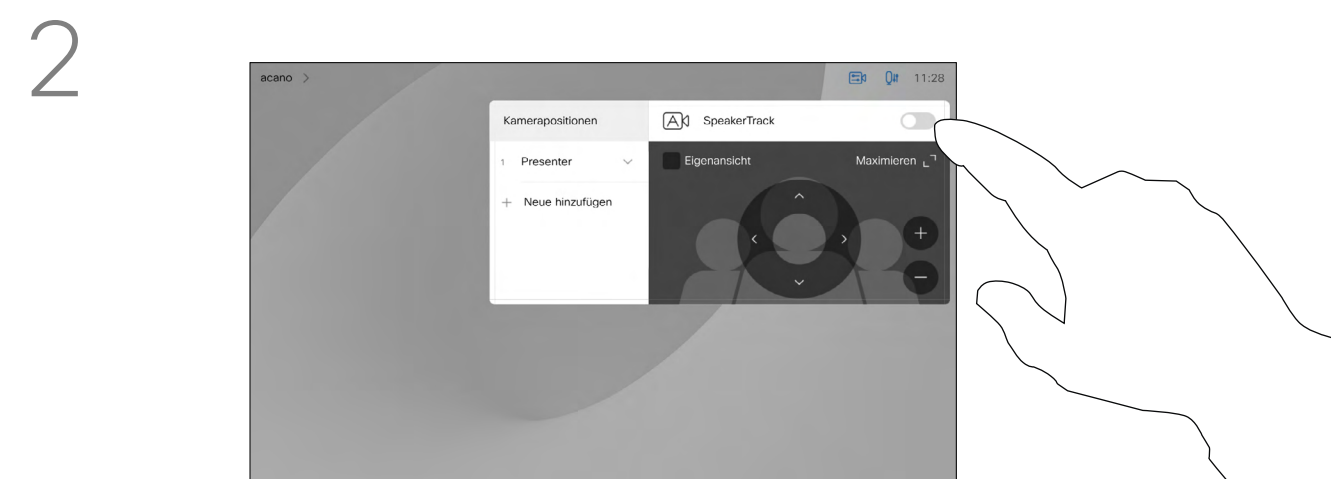 2
acano >
11:28
Kamerapositionen
SpeakerTrack
1 Presenter
Eigenansicht
Maximieren
+ Neue hinzufügen